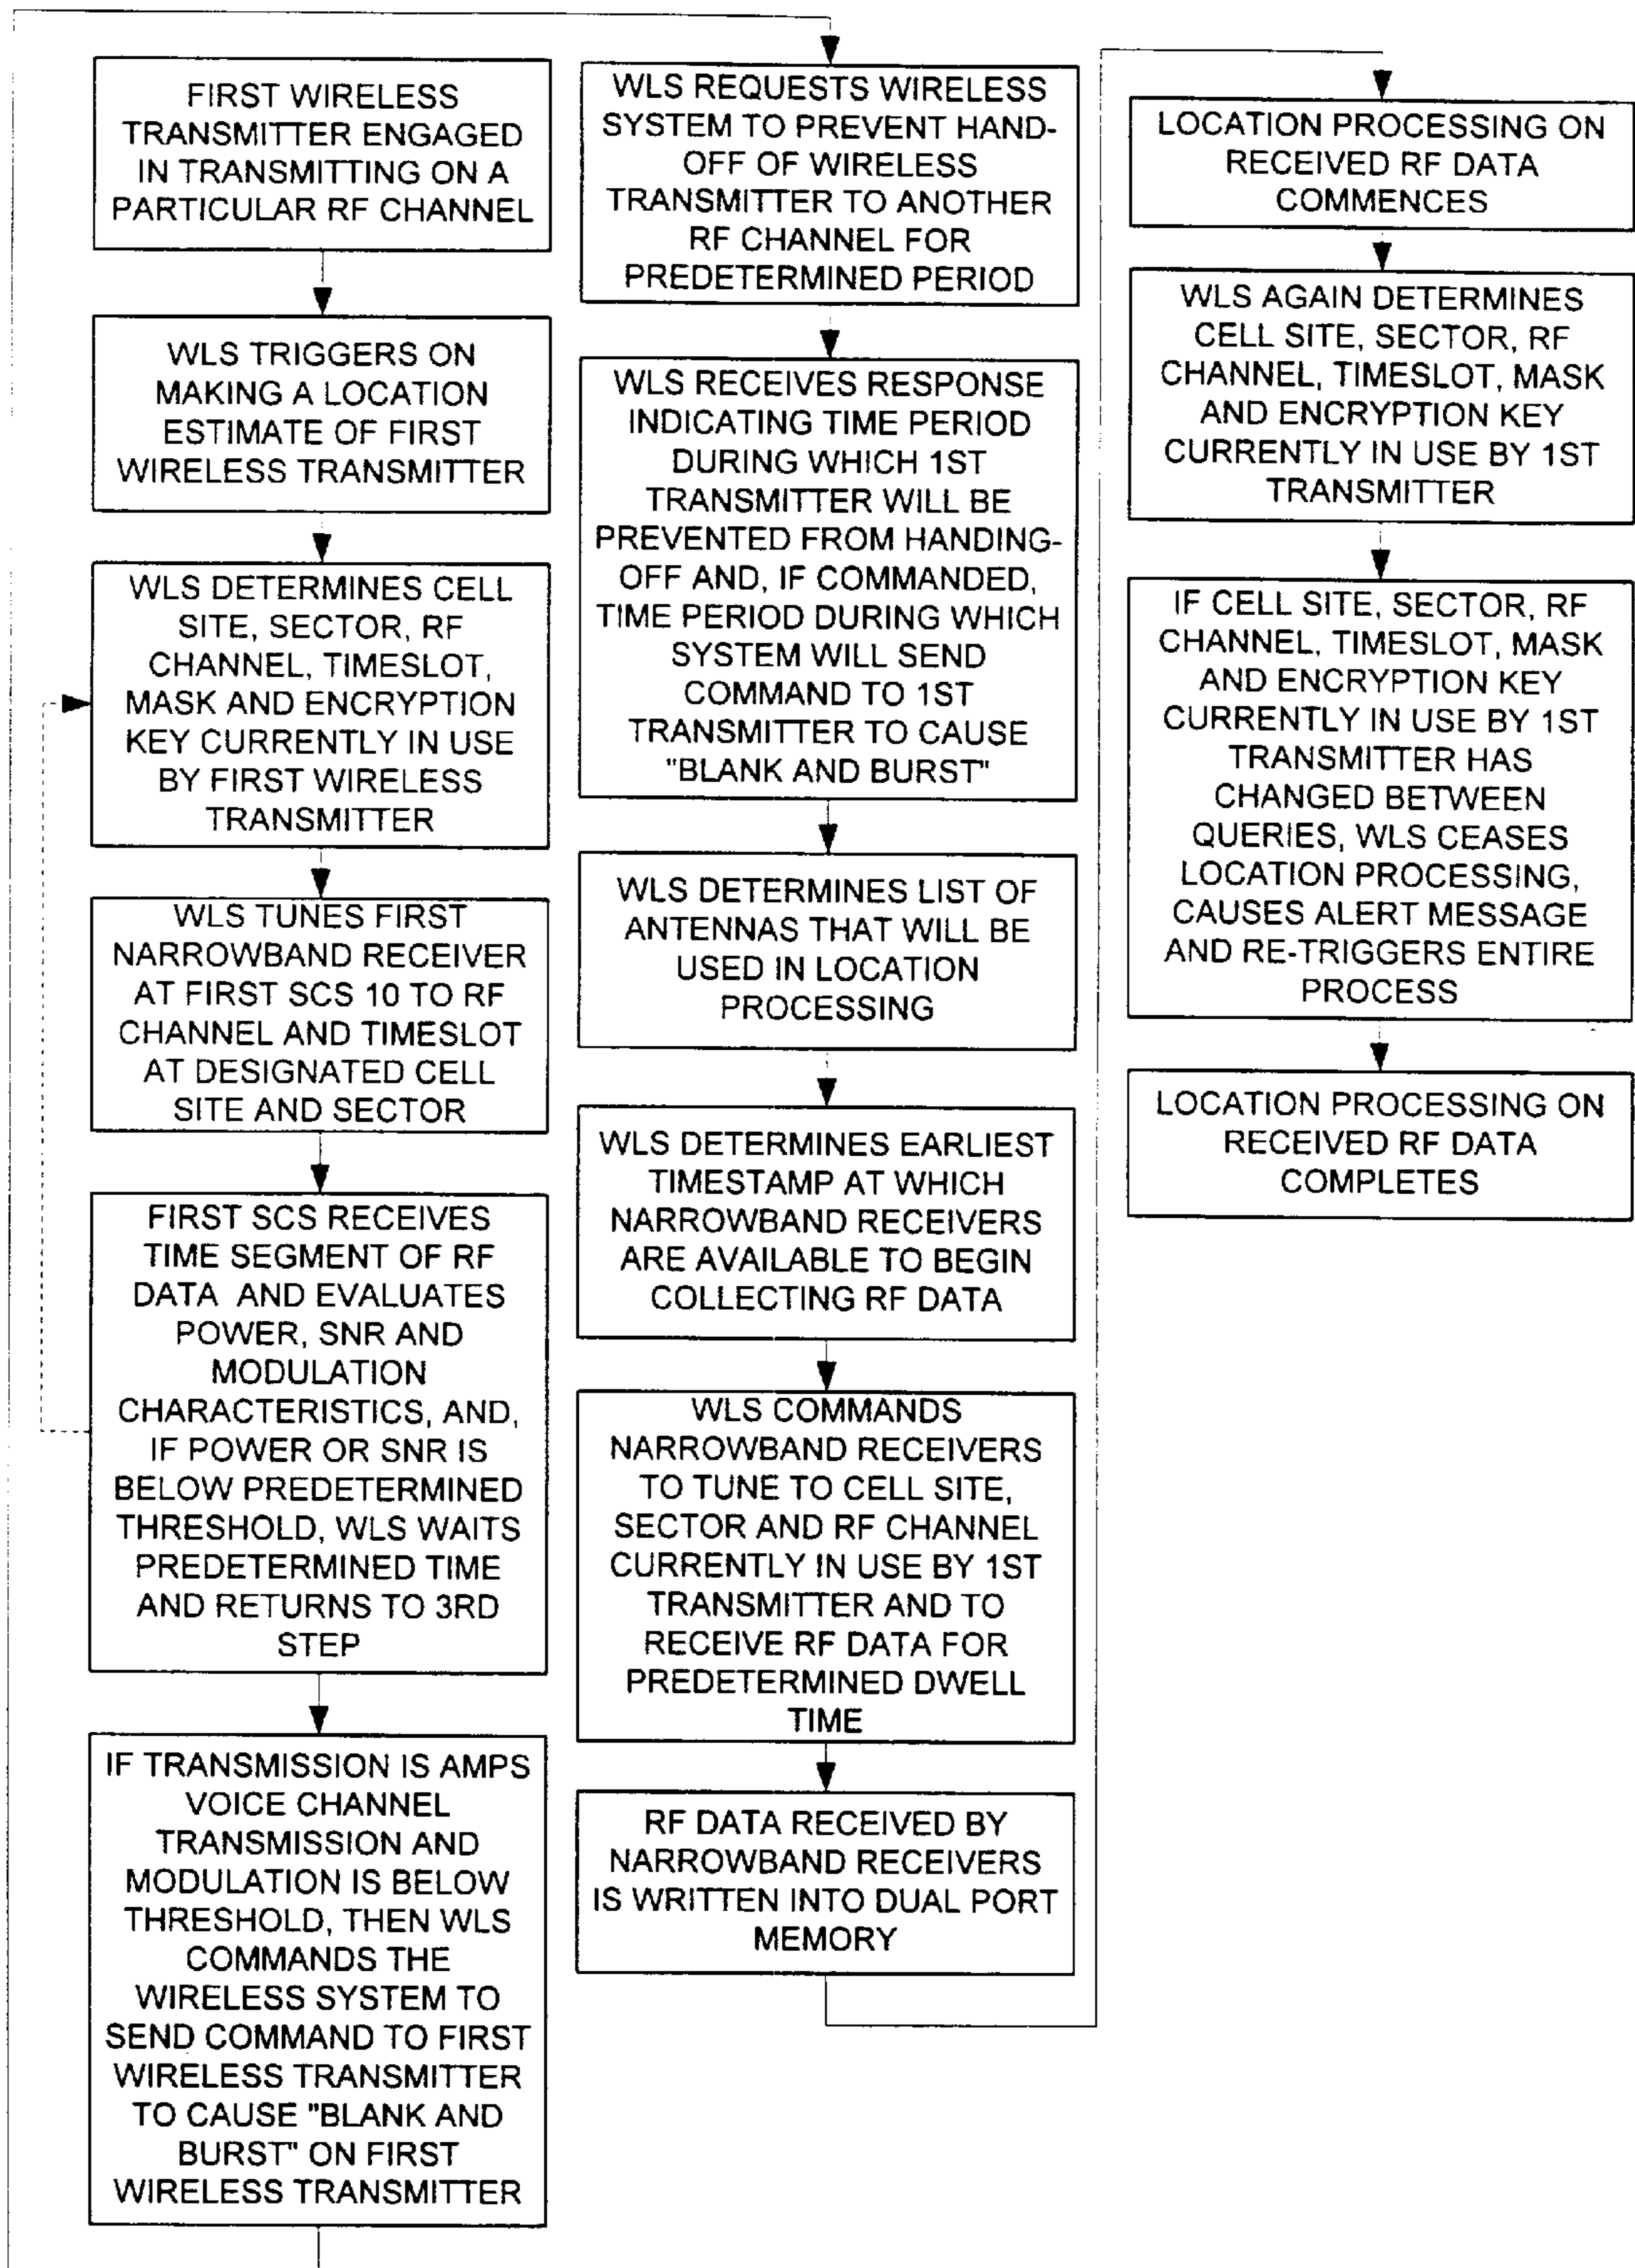 FIRST WIRELESS
TRANSMITTER ENGAGED
IN TRANSMITTING ON A
PARTICULAR RF CHANNEL
WLS TRIGGERS ON
MAKING A LOCATION
ESTIMATE OF FIRST
WIRELESS TRANSMITTER
WLS DETERMINES CELL
SITE, SECTOR, RF
CHANNEL, TIMESLOT,
MASK AND ENCRYPTION
KEY CURRENTLY IN USE
BY FIRST WIRELESS
TRANSMITTER
WLS TUNES FIRST
NARROWBAND RECEIVER
AT FIRST SCS 10 TO RF
CHANNEL AND TIMESLOT
AT DESIGNATED CELL
SITE AND SECTOR
FIRST SCS RECEIVES
TIME SEGMENT OF RF
DATA AND EVALUATES
POWER, SNR AND
MODULATION
CHARACTERISTICS, AND,
IF POWER OR SNR IS
BELOW PREDETERMINED
THRESHOLD, WLS WAITS
PREDETERMINED TIME
AND RETURNS TO 3RD
STEP
IF TRANSMISSION IS AMPS
VOICE CHANNEL
TRANSMISSION AND
MODULATION IS BELOW
THRESHOLD, THEN WLS
COMMANDS THE
WIRELESS SYSTEM TO
SEND COMMAND TO FIRST
WIRELESS TRANSMITTER
TO CAUSE "BLANK AND
BURST" ON FIRST
WIRELESS TRANSMITTER
WLS REQUESTS WIRELESS
SYSTEM TO PREVENT HAND-
OFF OF WIRELESS
TRANSMITTER TO ANOTHER
RF CHANNEL FOR
PREDETERMINED PERIOD
WLS RECEIVES RESPONSE
INDICATING TIME PERIOD
DURING WHICH 1ST
TRANSMITTER WILL BE
PREVENTED FROM HANDING-
OFF AND, IF COMMANDED,
TIME PERIOD DURING WHICH
SYSTEM WILL SEND
COMMAND TO 1ST
TRANSMITTER TO CAUSE
"BLANK AND BURST"
WLS DETERMINES LIST OF
ANTENNAS THAT WILL BE
USED IN LOCATION
PROCESSING
WLS DETERMINES EARLIEST
TIMESTAMP AT WHICH
NARROWBAND RECEIVERS
ARE AVAILABLE TO BEGIN
COLLECTING RF DATA
WLS COMMANDS
NARROWBAND RECEIVERS
TO TUNE TO CELL SITE,
SECTOR AND RF CHANNEL
CURRENTLY IN USE BY 1ST
TRANSMITTER AND TO
RECEIVE RF DATA FOR
PREDETERMINED DWELL
TIME
RF DATA RECEIVED BY
NARROWBAND RECEIVERS
IS WRITTEN INTO DUAL PORT
MEMORY
LOCATION PROCESSING ON
RECEIVED RF DATA
COMMENCES
WLS AGAIN DETERMINES
CELL SITE, SECTOR, RF
CHANNEL, TIMESLOT, MASK
AND ENCRYPTION KEY
CURRENTLY IN USE BY 1ST
TRANSMITTER
IF CELL SITE, SECTOR, RF
CHANNEL, TIMESLOT, MASK
AND ENCRYPTION KEY
CURRENTLY IN USE BY 1ST
TRANSMITTER HAS
CHANGED BETWEEN
QUERIES, WLS CEASES
LOCATION PROCESSING,
CAUSES ALERT MESSAGE
AND RE-TRIGGERS ENTIRE
PROCESS
LOCATION PROCESSING ON
RECEIVED RF DATA
COMPLETES